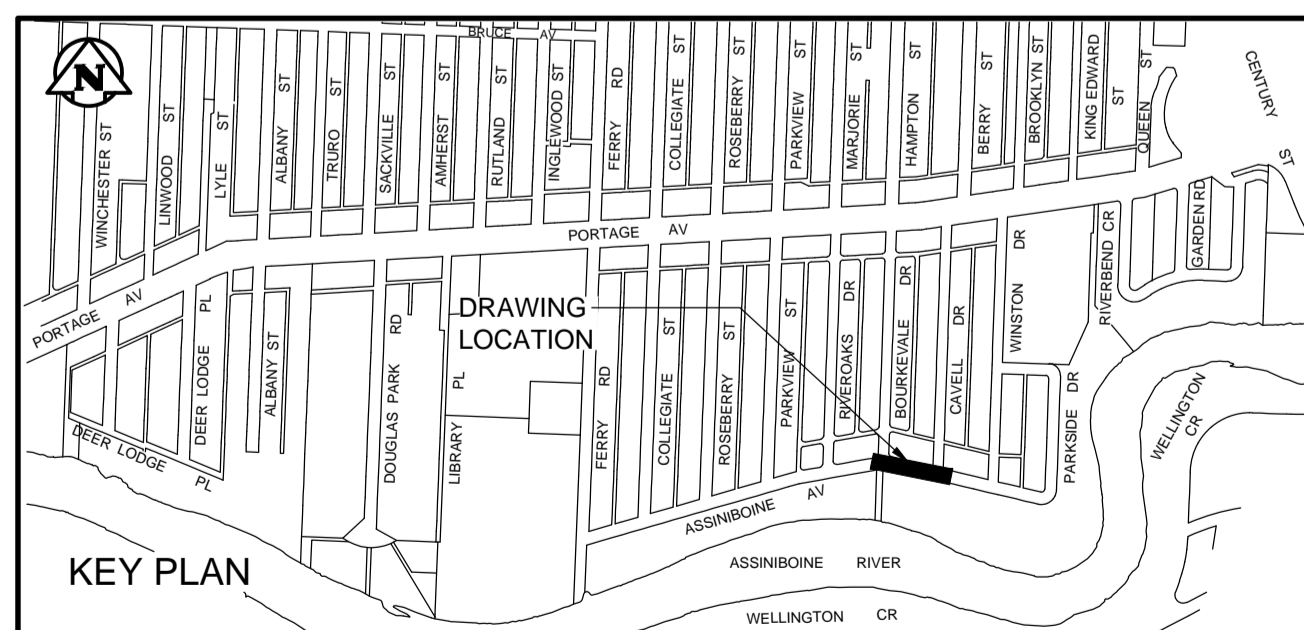 BRUCE AV
N
WINCHESTER ST
LINWOOD ST
LYLE ST
ALBANY ST
TRURO ST
SACKVILLE ST
AMHERST ST
RUTLAND ST
INGLEWOOD ST
FERRY RD
COLLEGIATE ST
ROSEBERRY ST
PARKVIEW ST
MARJORIE ST
HAMPTON ST
BERRY ST
BROOKLYN ST
KING EDWARD ST
QUEEN ST
CENTURY ST
PORTAGE AV
PORTAGE AV
DEER LODGE PL
ALBANY ST
DOUGLAS PARK RD
LIBRARY PL
DRAWING
LOCATION
FERRY RD
COLLEGIATE ST
ROSEBERRY ST
PARKVIEW ST
RIVEROAKS DR
BOURKEVALE DR
CAVELL DR
WINSTON DR
PARKSIDE DR
RIVERBEND CR
GARDEN RD
WELLINGTON CR
DEER LODGE PL
ASSINIBOINE AV
KEY PLAN
ASSINIBOINE RIVER
WELLINGTON CR